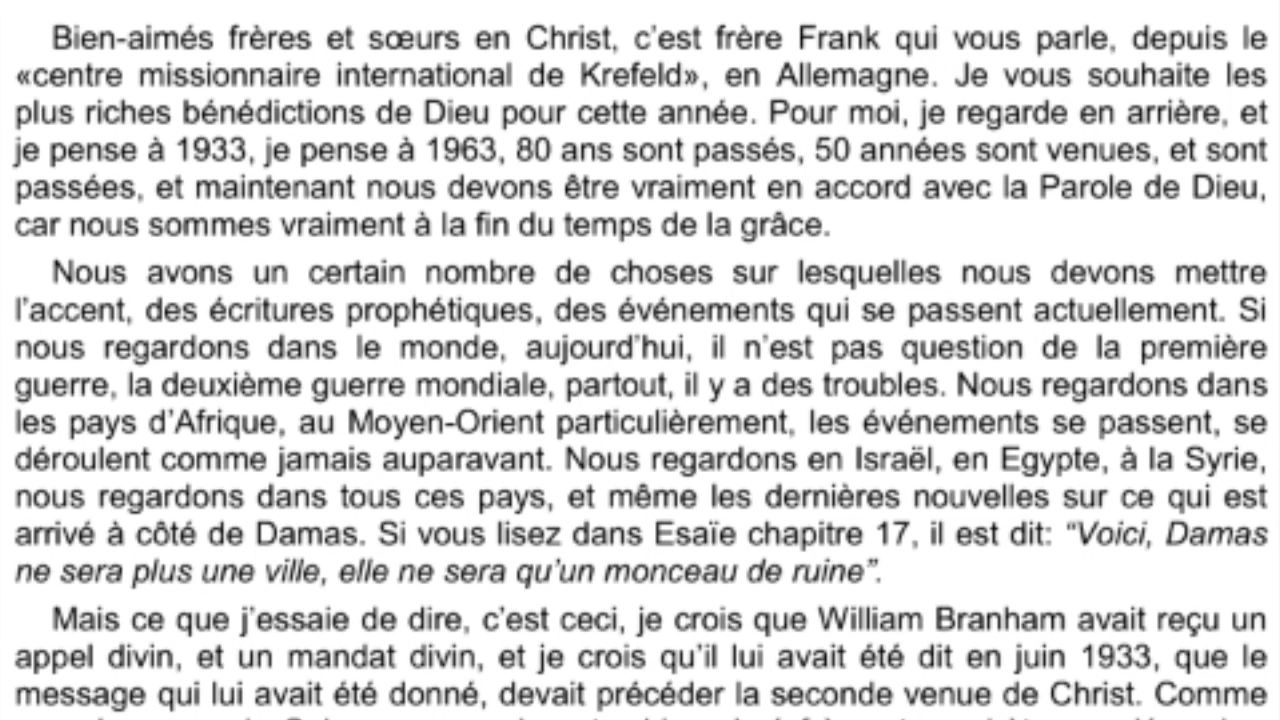 Bien-aimés frères et sœurs en Christ, c’est frère Frank qui vous parle, depuis le
«centre missionnaire international de Krefeld», en Allemagne. Je vous souhaite les
plus riches bénédictions de Dieu pour cette année. Pour moi, je regarde en arrière, et
je pense à 1933, je pense à 1963, 80 ans sont passés, 50 années sont venues, et sont
passées, et maintenant nous devons être vraiment en accord avec la Parole de Dieu,
car nous sommes vraiment à la fin du temps de la grâce.
Nous avons un certain nombre de choses sur lesquelles nous devons mettre
l’accent, des écritures prophétiques, des événements qui se passent actuellement. Si
nous regardons dans le monde, aujourd’hui, il n’est pas question de la première
guerre, la deuxième guerre mondiale, partout, il y a des troubles. Nous regardons dans
les pays d’Afrique, au Moyen-Orient particulièrement, les événements se passent, se
déroulent comme jamais auparavant. Nous regardons en Israël, en Egypte, à la Syrie,
nous regardons dans tous ces pays, et même les dernières nouvelles sur ce qui est
arrivé à côté de Damas. Si vous lisez dans Esaïe chapitre 17, il est dit: “Voici, Damas
ne sera plus une ville, elle ne sera qu’un monceau de ruine”.
Mais ce que j’essaie de dire, c’est ceci, je crois que William Branham avait reçu un
appel divin, et un mandat divin, et je crois qu’il lui avait été dit en juin 1933, que le
message qui lui avait été donné, devait précéder la seconde venue de Christ. Comme